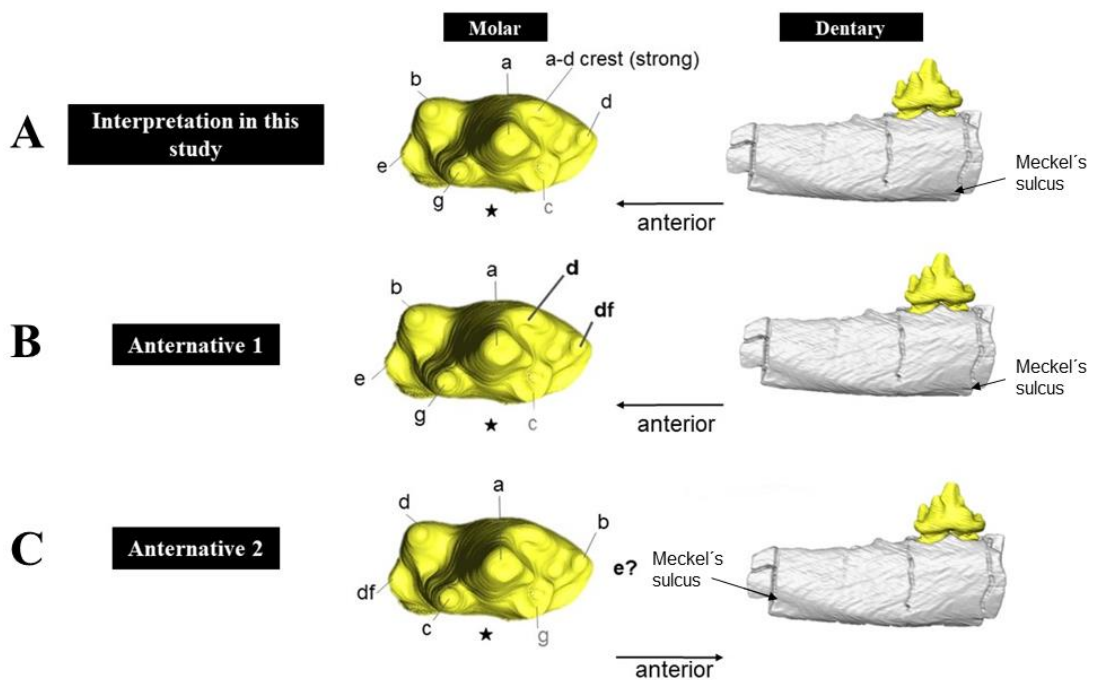 Molar
Dentary
A
Interpretation in this
study
a
a-d crest (strong)
b
d
e
g
c
Meckel´s
sulcus
anterior
B
Anternative 1
a
d
b
df
e
g
c
Meckel´s
sulcus
anterior
C
Anternative 2
a
d
b
e?
df
c
g
Meckel´s
sulcus
anterior